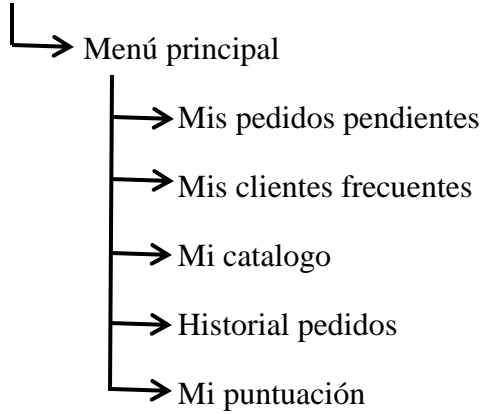 Menú principal
Mis pedidos pendientes
Mis clientes frecuentes
Mi catalogo
Historial pedidos
Mi puntuación